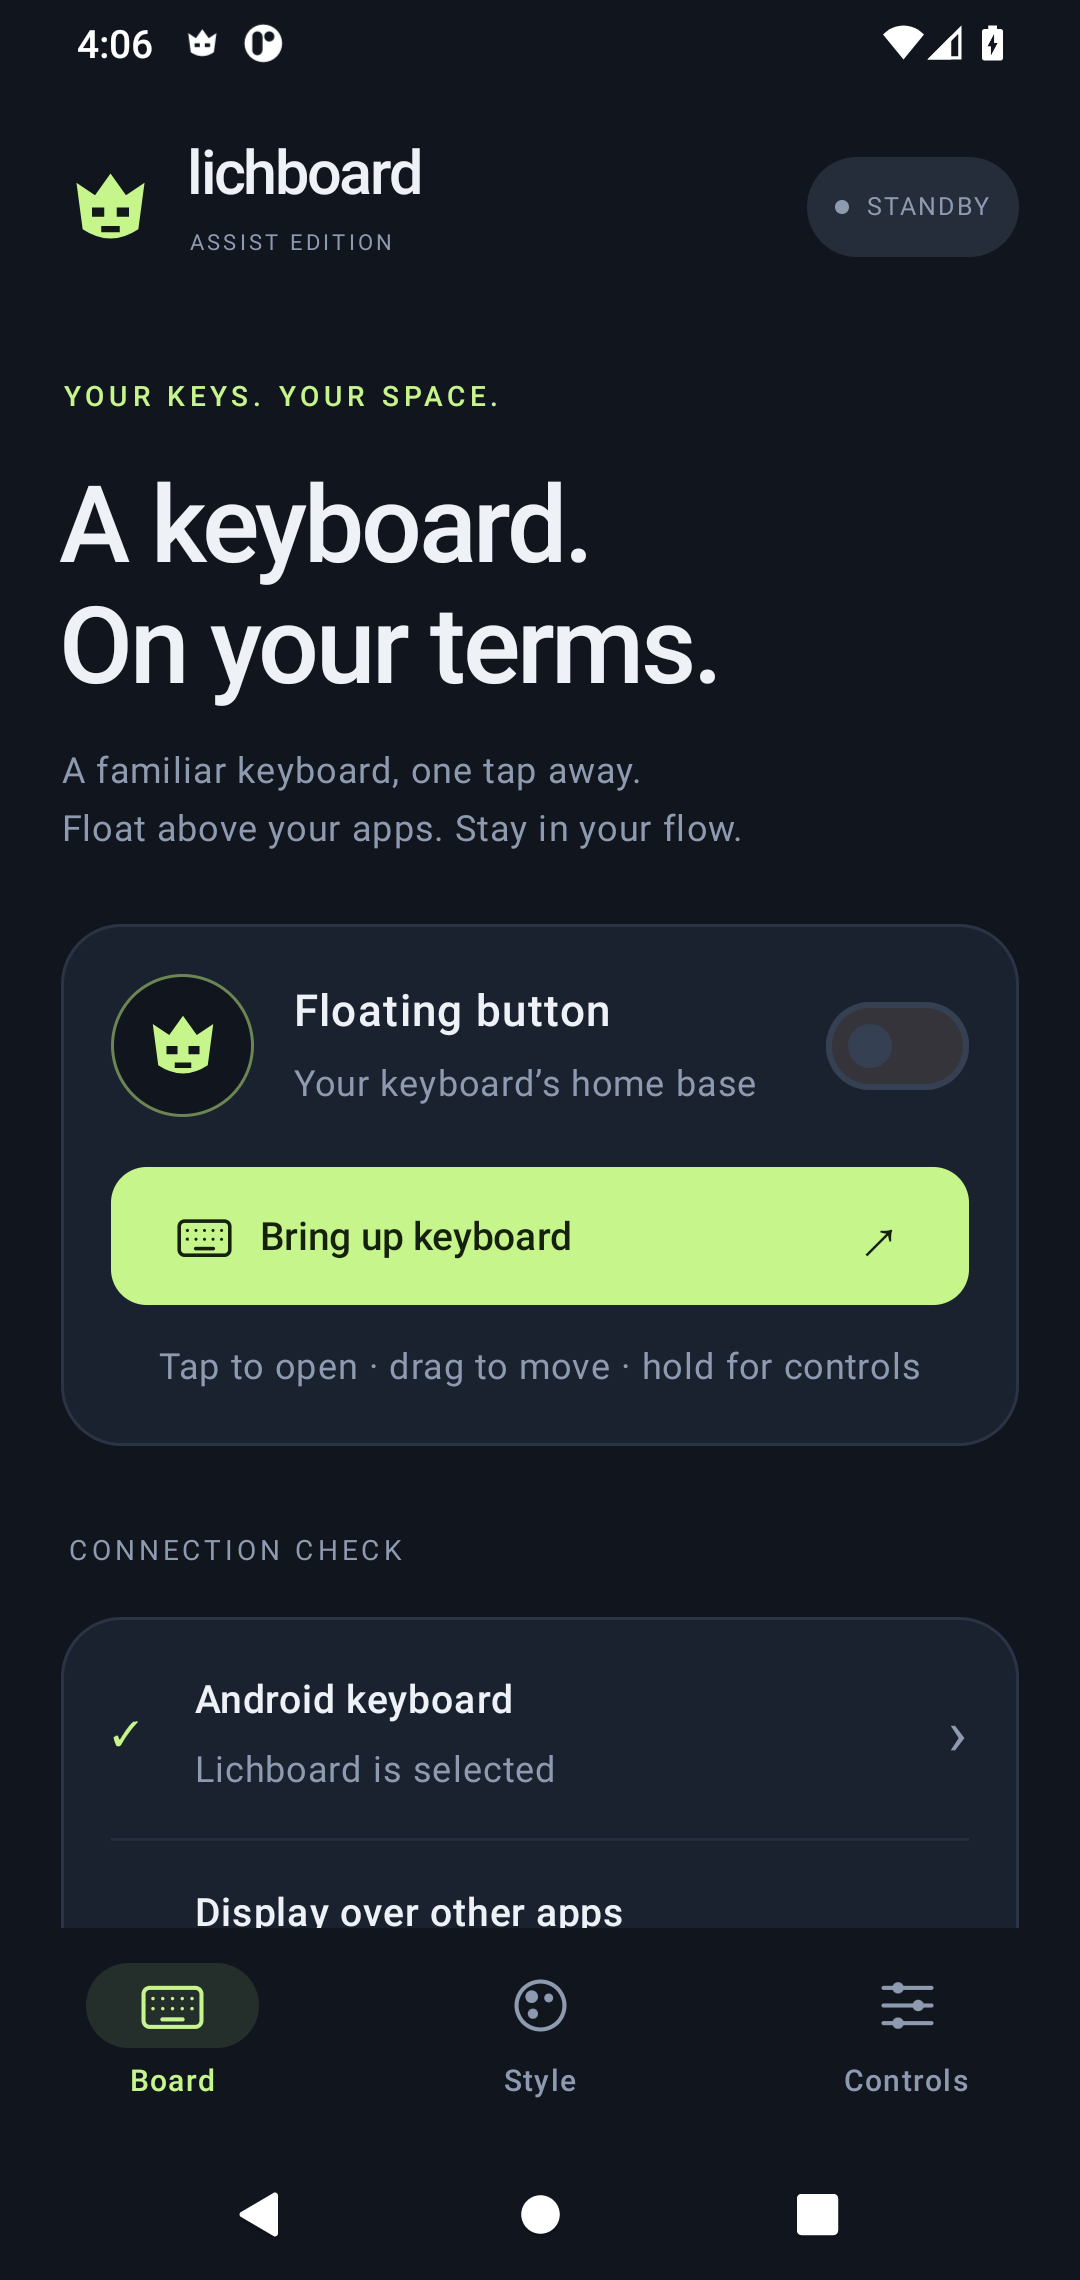 4:06
lichboard
ASSIST EDITION
STANDBY
YOUR KEYS. YOUR SPACE.
A keyboard.
On your terms.
A familiar keyboard, one tap away.
Float above your apps. Stay in your flow.
Floating button
Your keyboard’s home base
Bring up keyboard
Tap to open · drag to move · hold for controls
CONNECTION CHECK
Android keyboard
Lichboard is selected
Display over other apps
Board
Style
Controls